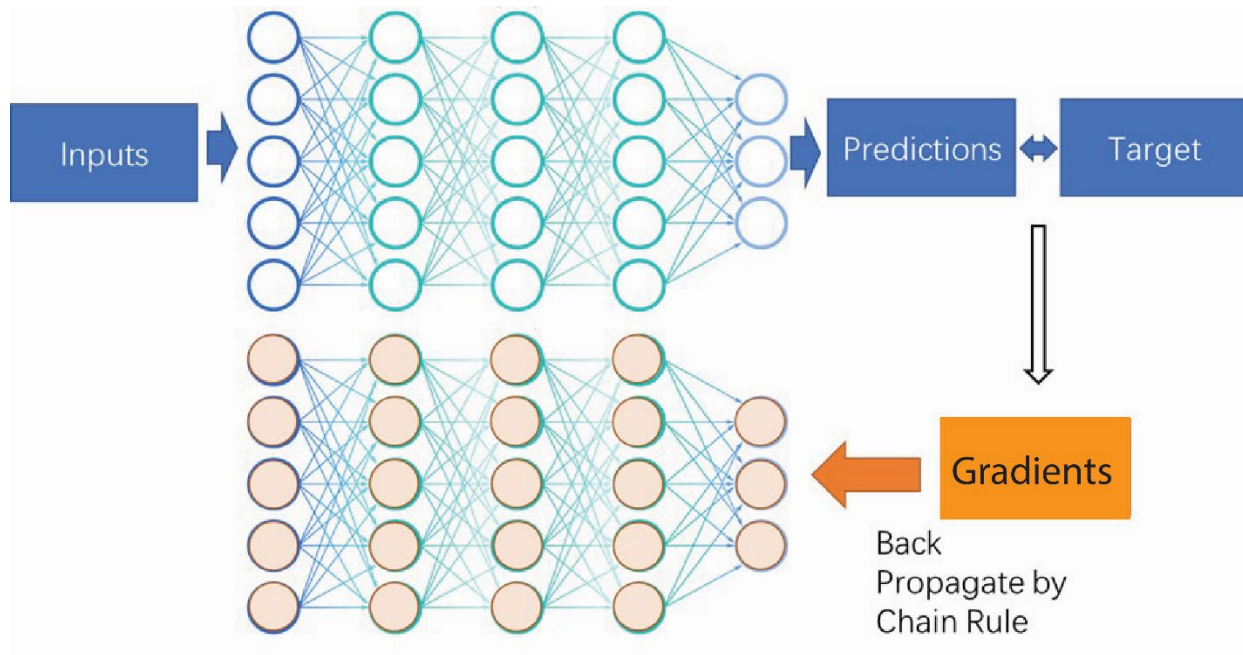 Inputs
Predictions
Target
Gradients
Back
Propagate by
Chain Rule